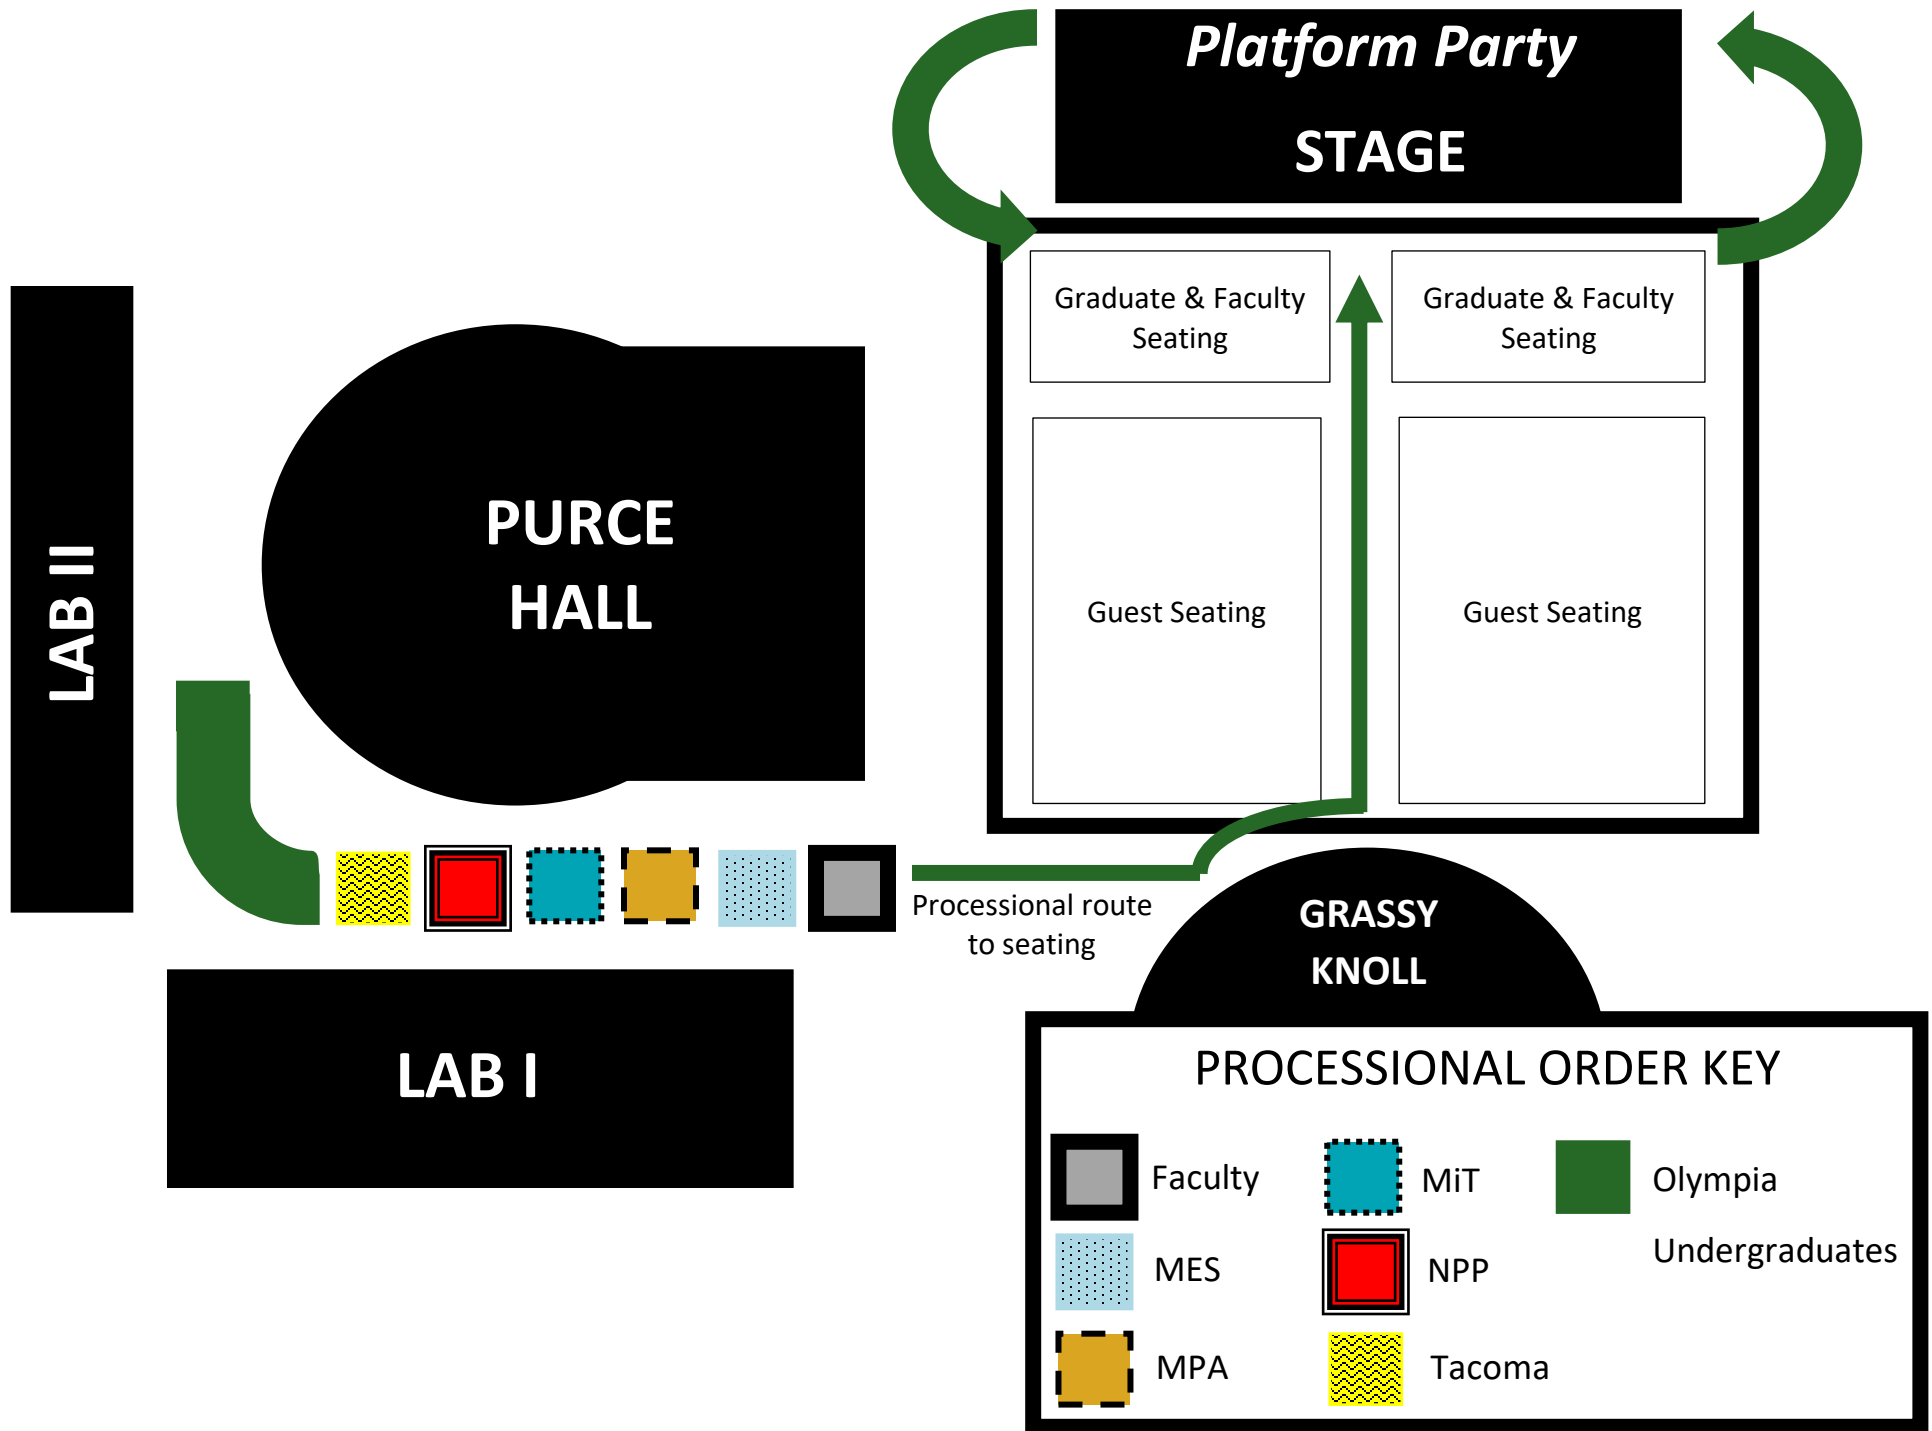 Platform Party
STAGE
Graduate & Faculty
Seating
Graduate & Faculty
Seating
PURCE
HALL
LAB II
Guest Seating
Guest Seating
Processional route
to seating
GRASSY
KNOLL
LAB I
PROCESSIONAL ORDER KEY
Faculty
MES
MPA
MiT
NPP
Tacoma
Olympia
Undergraduates